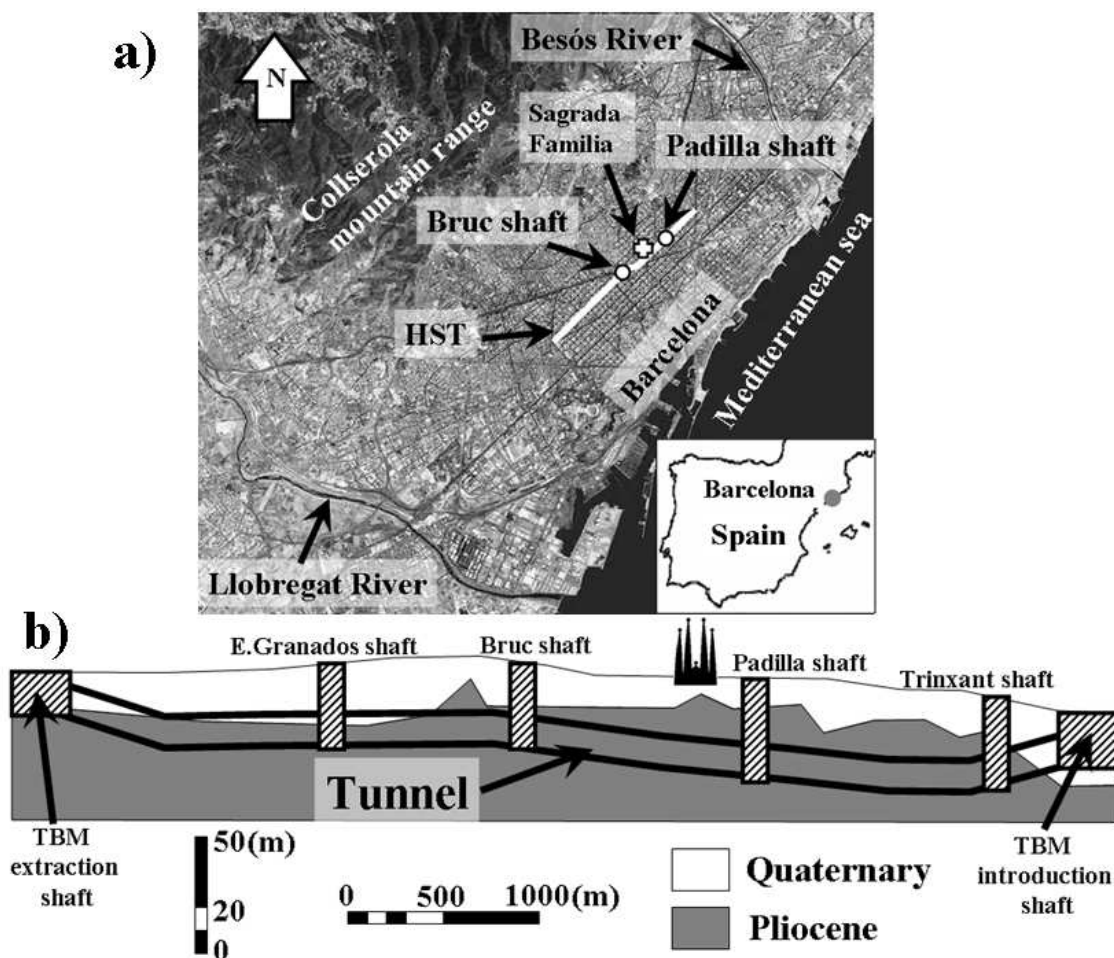 a)
N
Besós River
Sagrada
Familia
Padilla shaft
Collserola
mountain range
Bruc shaft
HST
Barcelona
Mediterranean sea
Llobregat River
Barcelona
Spain
b)
E.Granados shaft
Bruc shaft
Padilla shaft
Trinxant shaft
Tunnel
TBM
extraction
shaft
50(m)
20
0
0 500 1000(m)
Quaternary
Pliocene
TBM
introduction
shaft